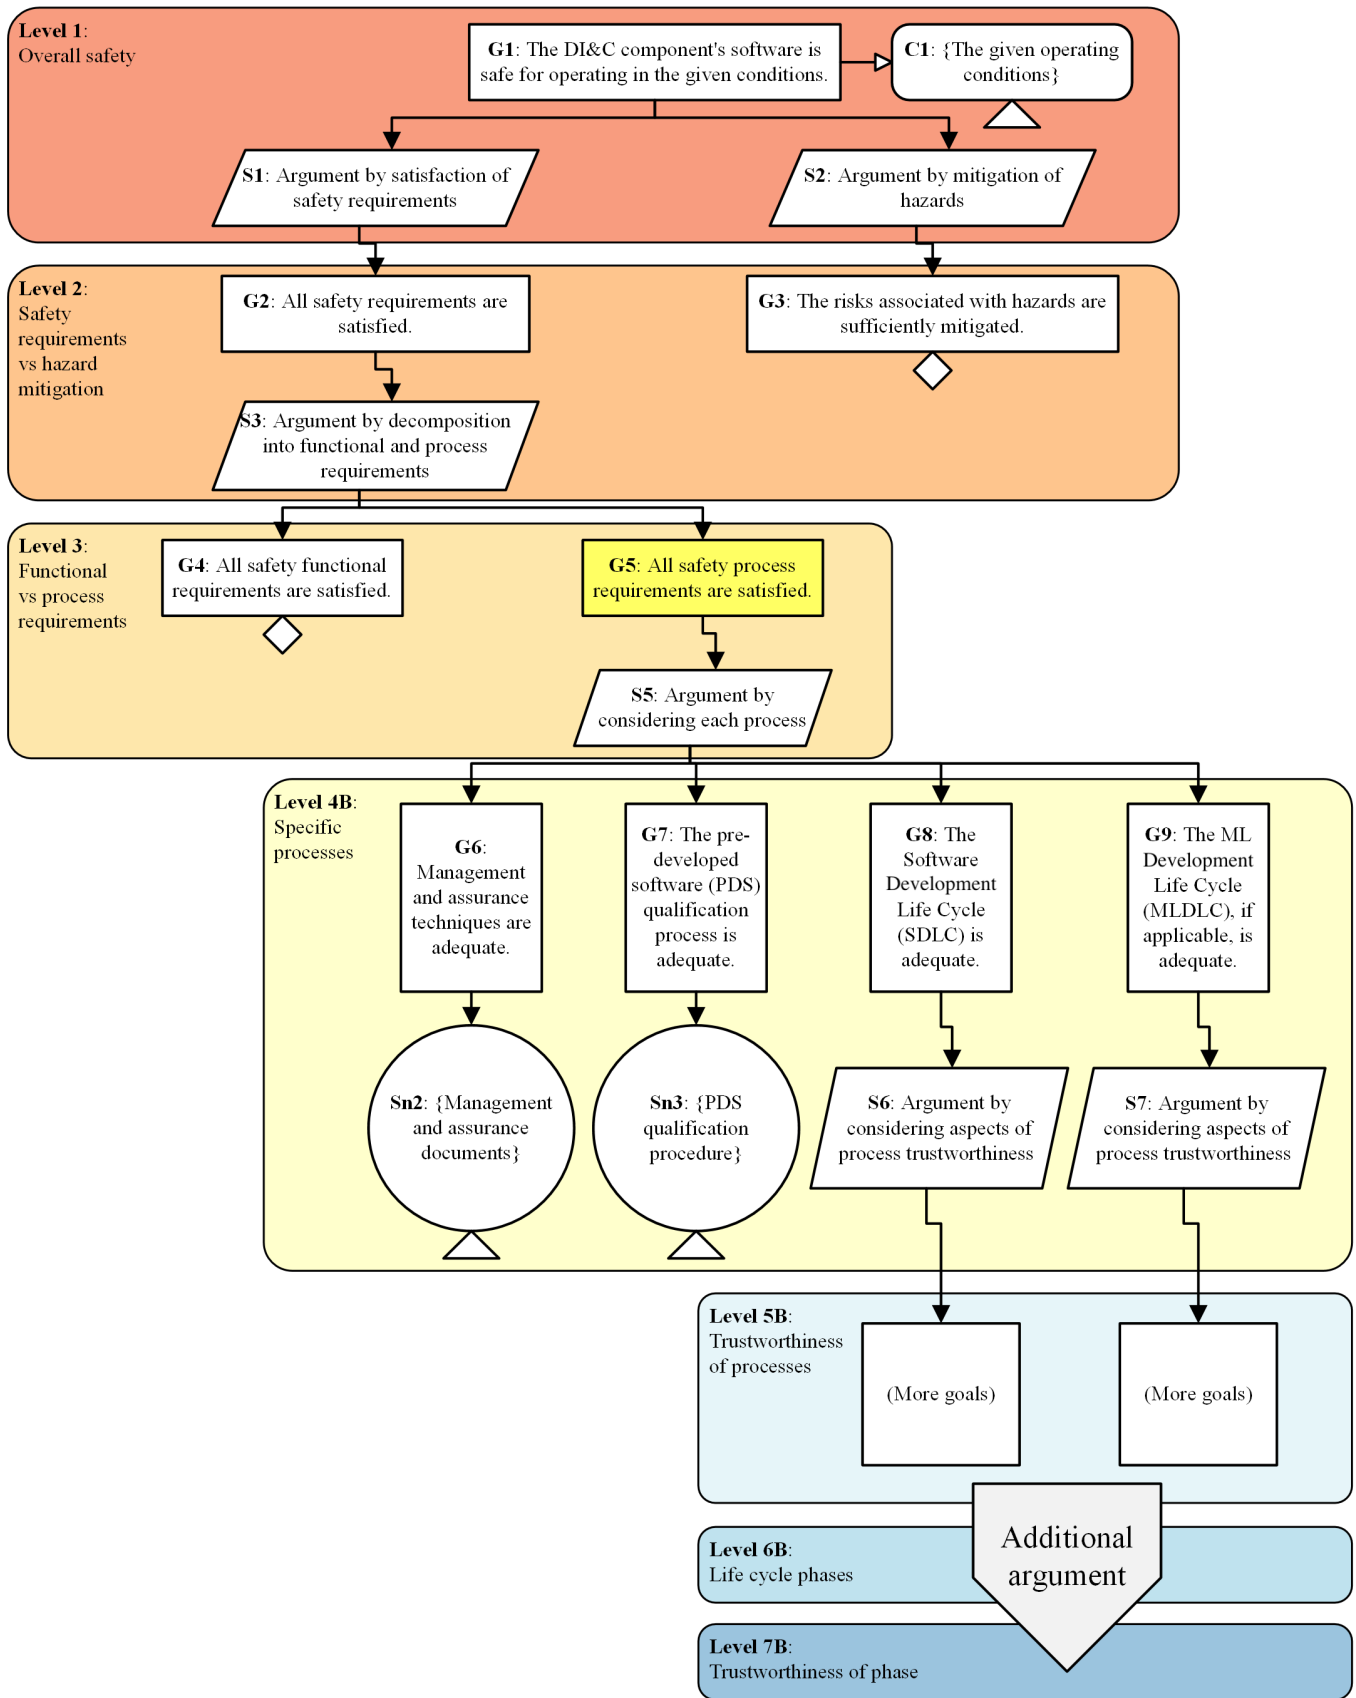 Level 1:
Overall safety
G1: The DI&C component's software is
safe for operating in the given conditions.
C1: {The given operating
conditions}
S1: Argument by satisfaction of
safety requirements
S2: Argument by mitigation of
hazards
Level 2:
Safety
requirements
vs hazard
mitigation
G2: All safety requirements are
satisfied.
G3: The risks associated with hazards are
sufficiently mitigated.
S3: Argument by decomposition
into functional and process
requirements
Level 3:
Functional
vs process
requirements
G4: All safety functional
requirements are satisfied.
G5: All safety process
requirements are satisfied.
S5: Argument by
considering each process
Level 4B:
Specific
processes
G6:
Management
and assurance
techniques are
adequate.
G7: The pre-
developed
software (PDS)
qualification
process is
adequate.
G8: The
Software
Development
Life Cycle
(SDLC) is
adequate.
G9: The ML
Development
Life Cycle
(MLDLC), if
applicable, is
adequate.
Sn2: {Management
and assurance
documents}
Sn3: {PDS
qualification
procedure}
S6: Argument by
considering aspects of
process trustworthiness
S7: Argument by
considering aspects of
process trustworthiness
Level 5B:
Trustworthiness
of processes
(More goals)
(More goals)
Additional
argument
Level 6B:
Life cycle phases
Level 7B:
Trustworthiness of phase